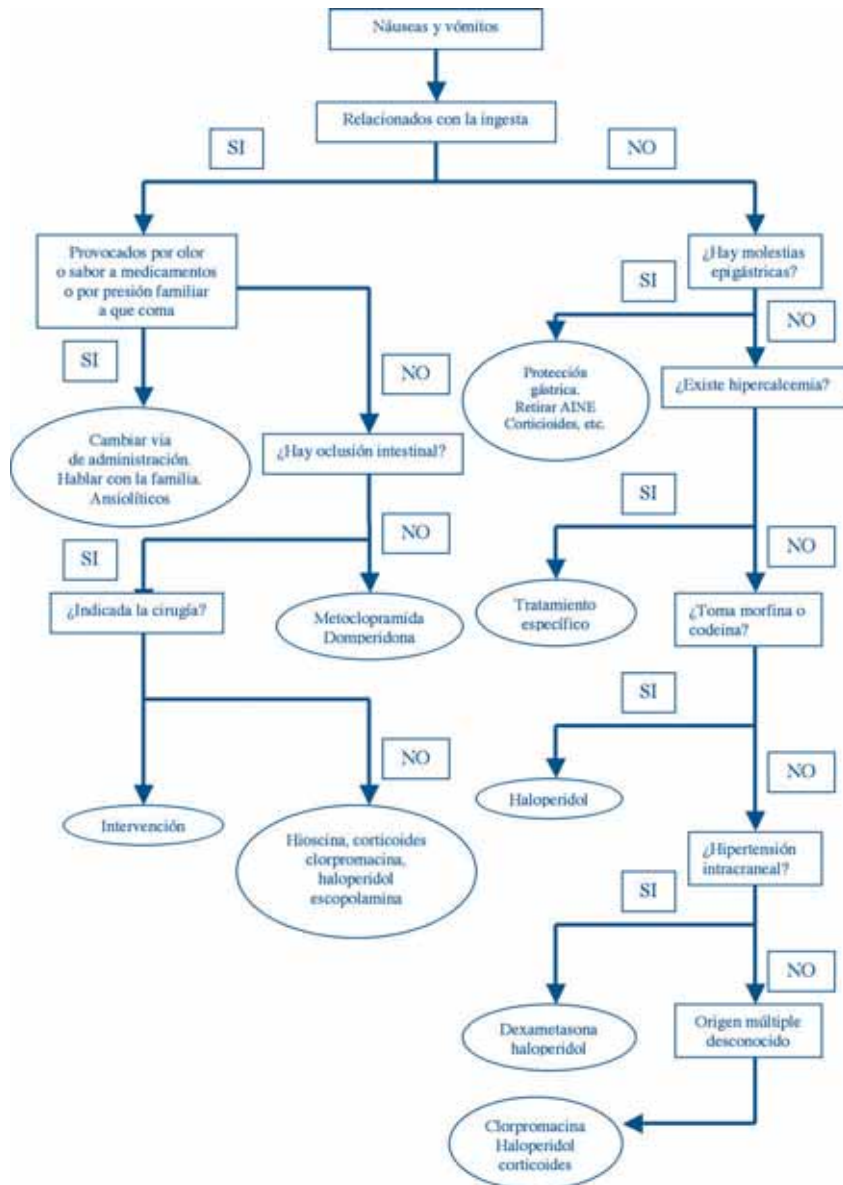 Náuseas y vómitos
Relacionados con la ingesta
SI
NO
Provocados por olor
o sabor a medicamentos
o por presión familiar
a que coma
¿Hay molestias
epigástricas?
SI
NO
SI
NO
Protección
gástrica.
Retirar AINE
Corticioides, etc.
¿Existe hipercalcemia?
Cambiar via
de administración.
Hablar con la familia.
Ansiolíticos
¿Hay oclusión intestinal?
SI
NO
SI
NO
¿Indicada la cirugía?
Metoclopramída
Domperidona
Tratamiento
específico
¿Toma morfina o
codeina?
SI
NO
NO
Haloperidol
Intervención
Hioscina, corticoides
clorpromacina,
haloperidol
escopolamina
¿Hipertensión
intracraneal?
SI
NO
Dexametasona
haloperidol
Origen múltiple
desconocido
Clorpromacina
Haloperidol
corticoides